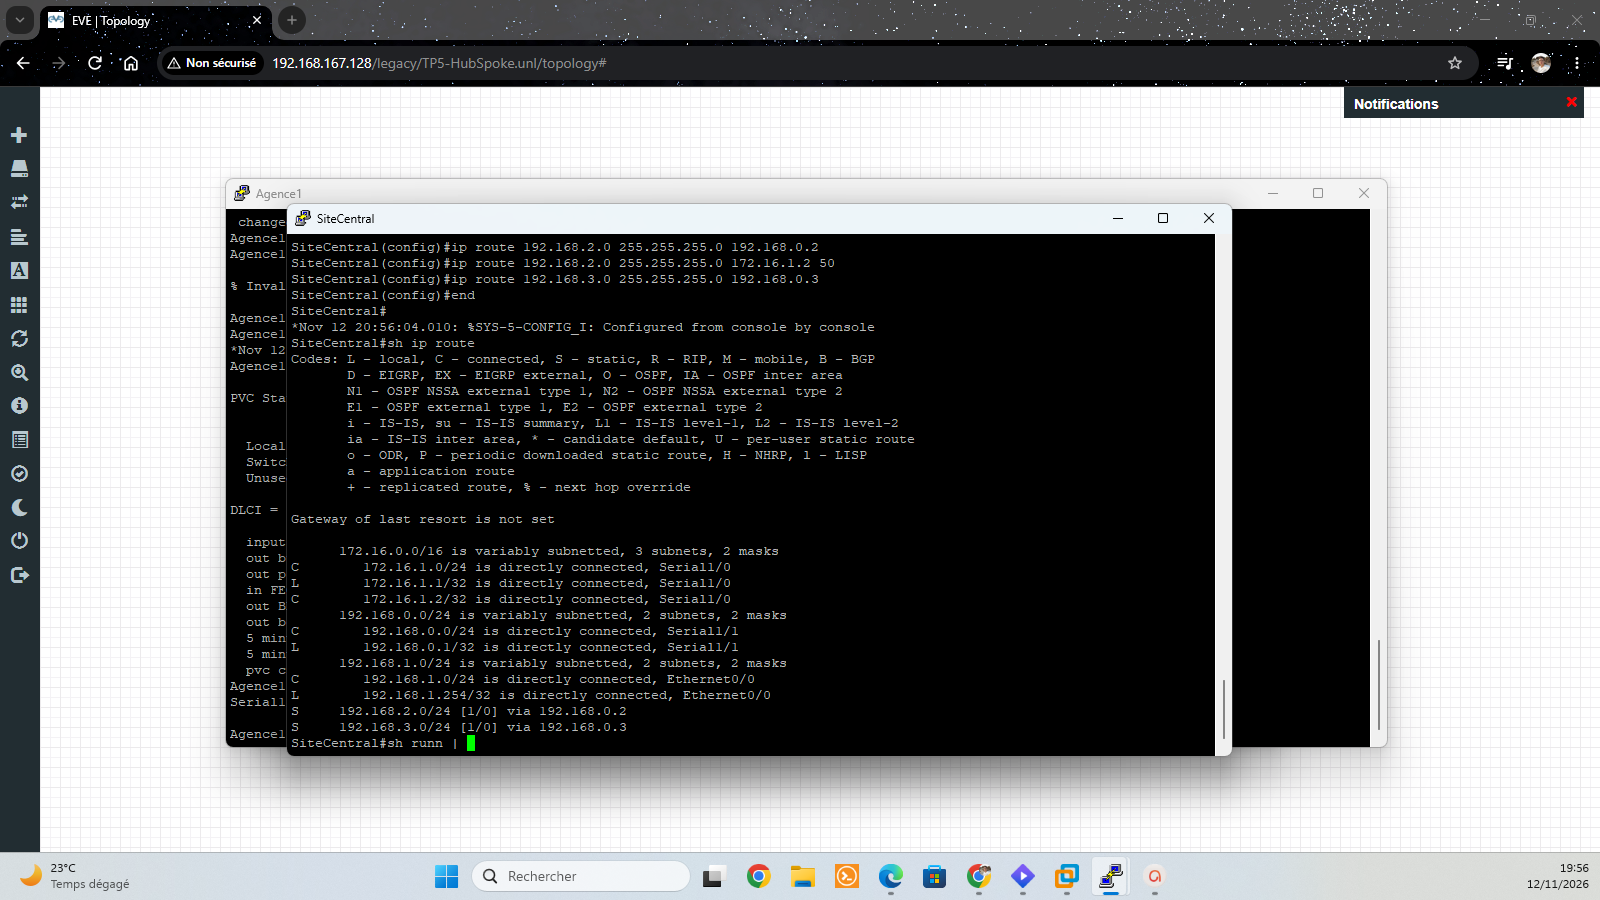 EVE | Topology
Non sécurisé
192.168.167.128/legacy/TP5-HubSpoke.unl/topology#
Notifications
Agence1
change
Agence1
Agence1
% Inval
Agence1
Agence1
*Nov 12
Agence1
PVC Sta
Local
Switc
Unuse
DLCI =
input
out b
out p
in FE
out B
out b
5 min
5 min
pvc c
Agence1
Serial1
Agence1
SiteCentral
SiteCentral(config)#ip route 192.168.2.0 255.255.255.0 192.168.0.2
SiteCentral(config)#ip route 192.168.2.0 255.255.255.0 172.16.1.2 50
SiteCentral(config)#ip route 192.168.3.0 255.255.255.0 192.168.0.3
SiteCentral(config)#end
SiteCentral#
*Nov 12 20:56:04.010: %SYS-5-CONFIG_I: Configured from console by console
SiteCentral#sh ip route
Codes: L - local, C - connected, S - static, R - RIP, M - mobile, B - BGP
D - EIGRP, EX - EIGRP external, O - OSPF, IA - OSPF inter area
N1 - OSPF NSSA external type 1, N2 - OSPF NSSA external type 2
E1 - OSPF external type 1, E2 - OSPF external type 2
i - IS-IS, su - IS-IS summary, L1 - IS-IS level-1, L2 - IS-IS level-2
ia - IS-IS inter area, * - candidate default, U - per-user static route
o - ODR, P - periodic downloaded static route, H - NHRP, l - LISP
a - application route
+ - replicated route, % - next hop override
Gateway of last resort is not set
172.16.0.0/16 is variably subnetted, 3 subnets, 2 masks
C 172.16.1.0/24 is directly connected, Serial1/0
L 172.16.1.1/32 is directly connected, Serial1/0
C 172.16.1.2/32 is directly connected, Serial1/0
192.168.0.0/24 is variably subnetted, 2 subnets, 2 masks
C 192.168.0.0/24 is directly connected, Serial1/1
L 192.168.0.1/32 is directly connected, Serial1/1
192.168.1.0/24 is variably subnetted, 2 subnets, 2 masks
C 192.168.1.0/24 is directly connected, Ethernet0/0
L 192.168.1.254/32 is directly connected, Ethernet0/0
S 192.168.2.0/24 [1/0] via 192.168.0.2
S 192.168.3.0/24 [1/0] via 192.168.0.3
SiteCentral#sh runn |
23°C
Temps dégagé
Rechercher
19:56
12/11/2026